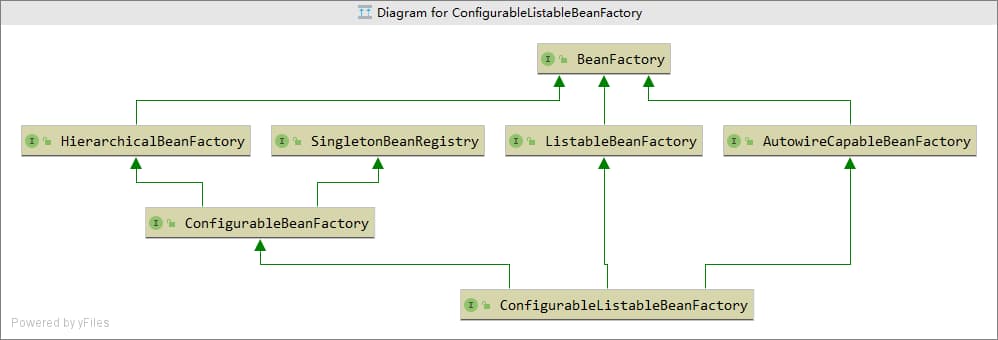 Diagram for ConfigurableListableBeanFactory
I BeanFactory
I HierarchicalBeanFactory
I SingletonBeanRegistry
I ListableBeanFactory
I AutowireCapableBeanFactory
I ConfigurableBeanFactory
I ConfigurableListableBeanFactory
Powered by yFiles